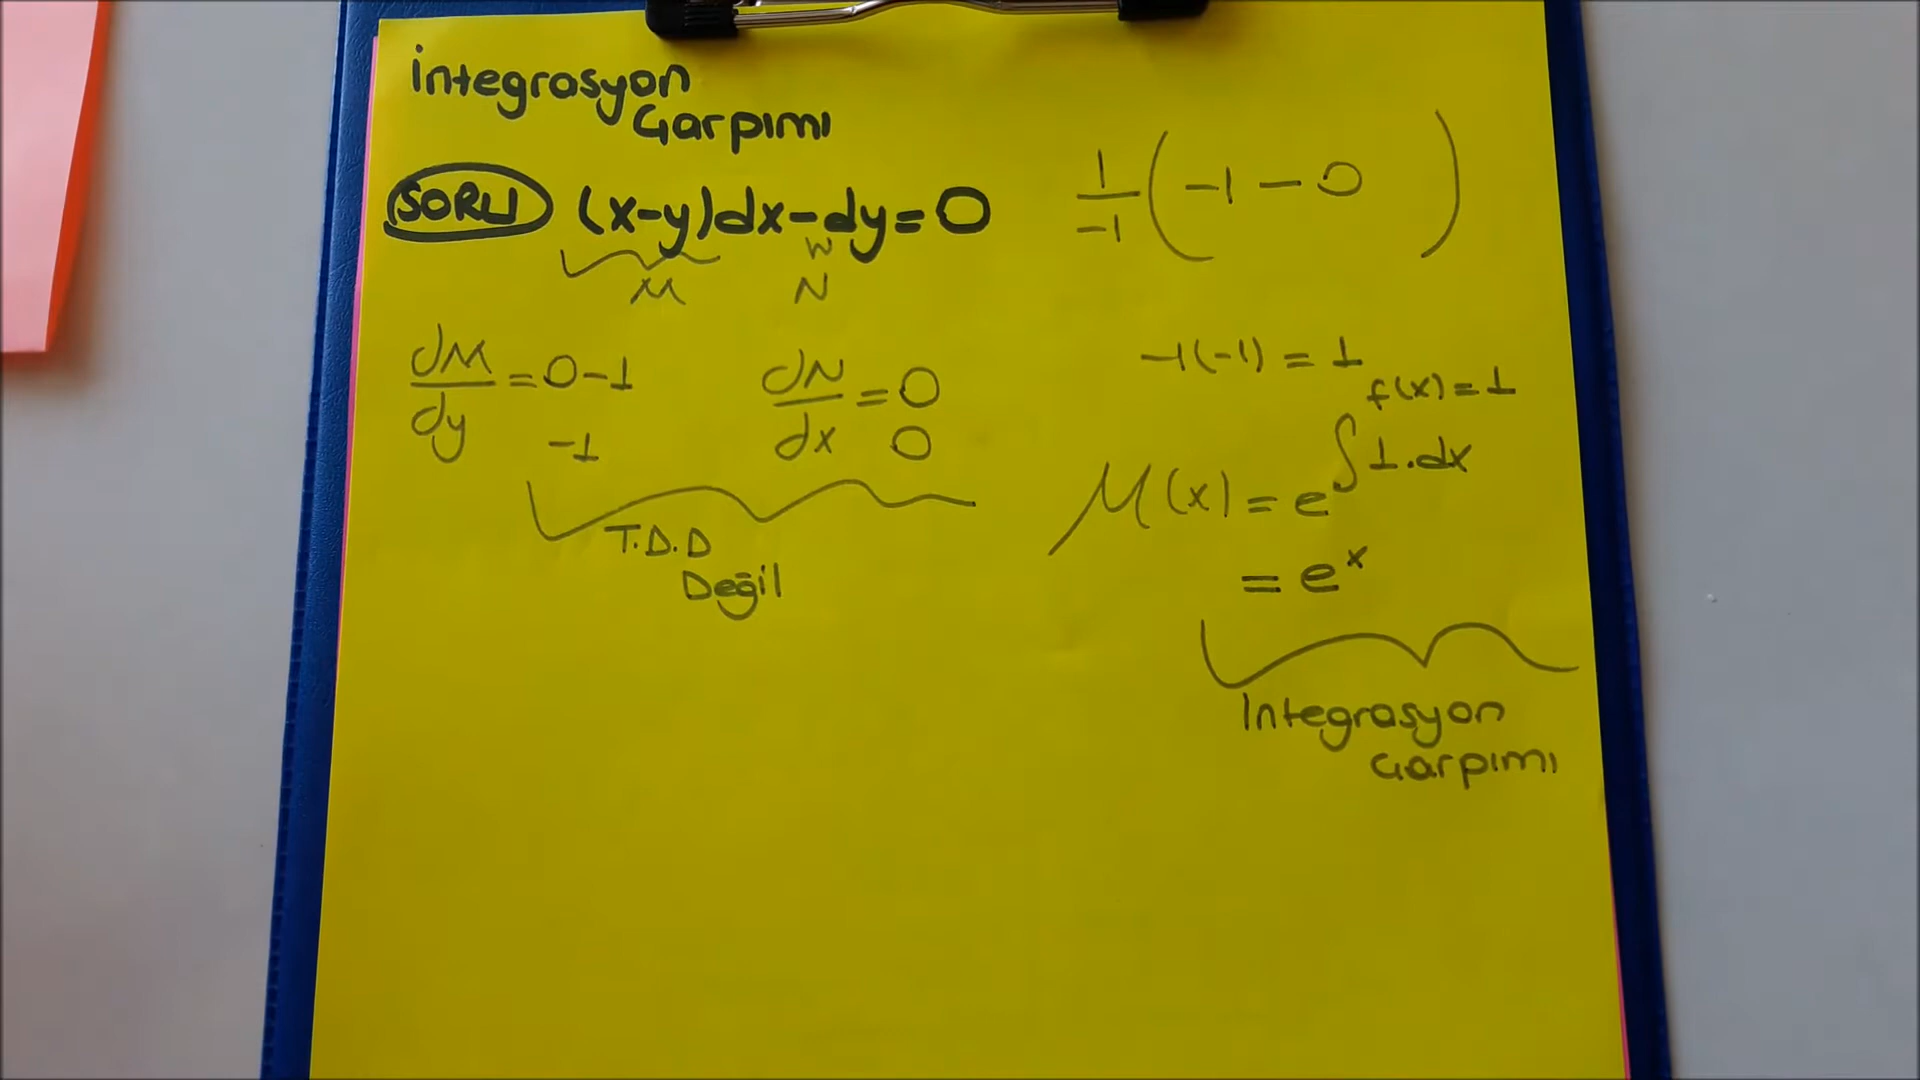 İntegrasyon
Çarpımı
SORU (x-y)dx-dy=0
M N
dM/dy = 0-1
-1
dN/dx = 0
0
T.D.D
Değil
1/-1 ( -1 - 0 )
-1(-1) = 1
f(x) = 1
μ(x) = e^∫1.dx
= e^x
Integrasyon
Çarpımı